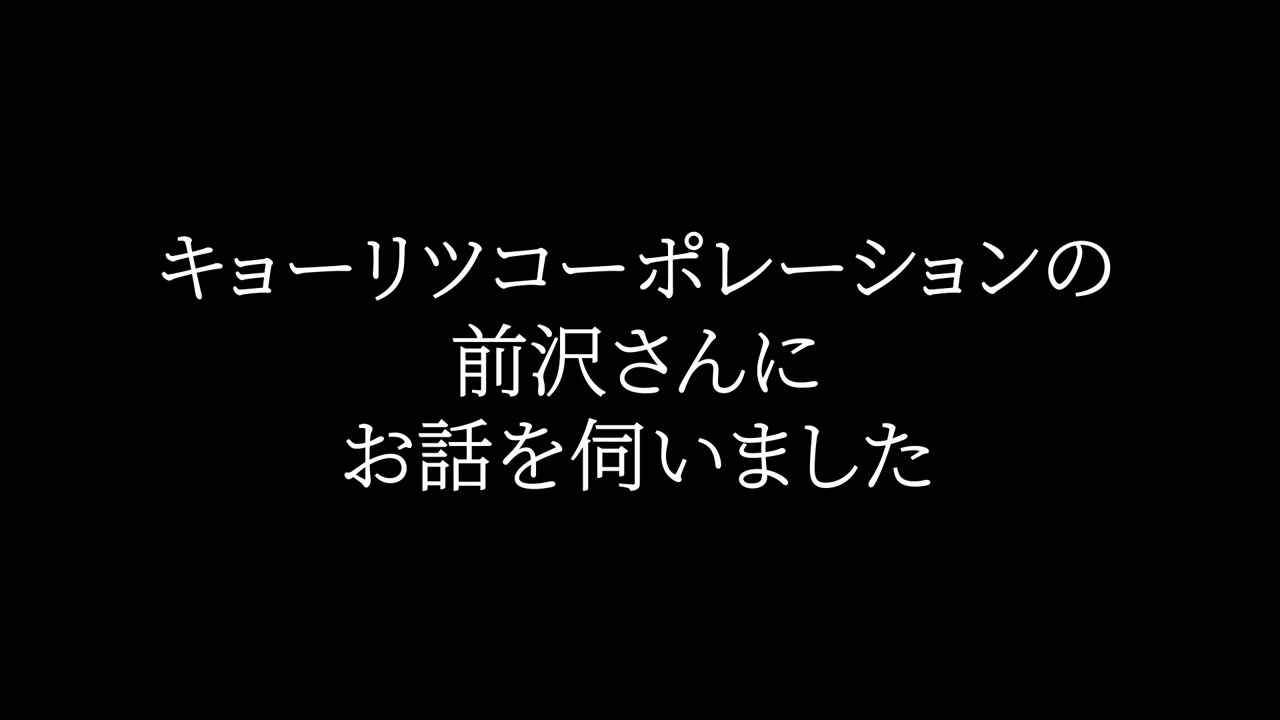 キョーリツコーポレーションの
前沢さんに
お話を伺いました